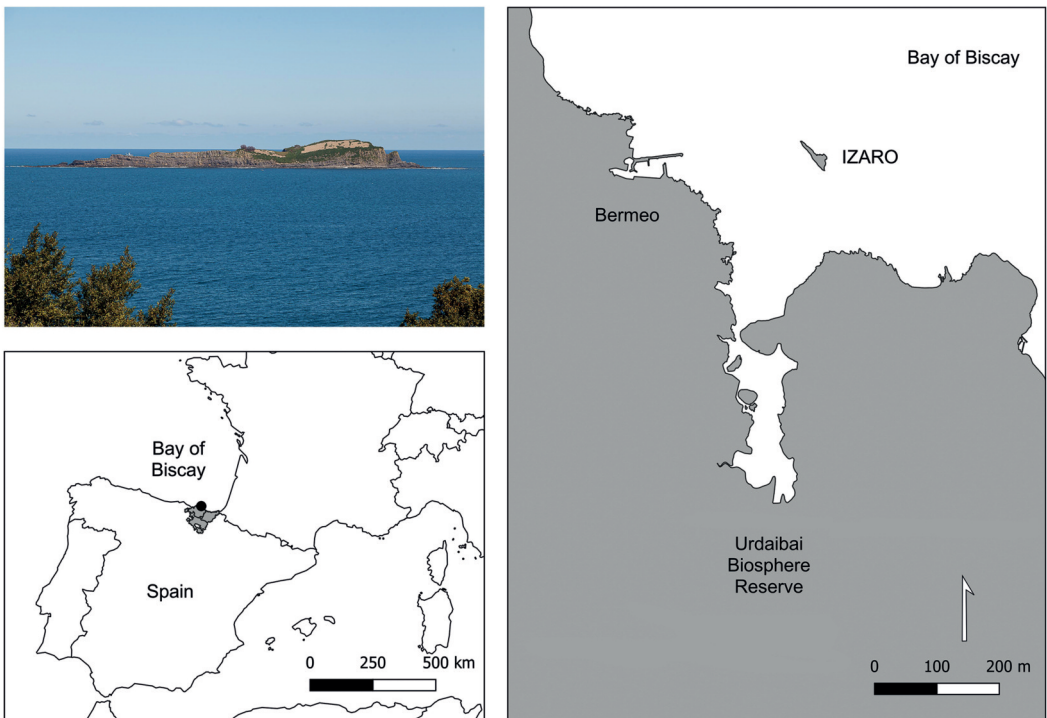 Bay of
Biscay
Spain
0 250 500 km
Bay of Biscay
IZARO
Bermeo
Urdaibai
Biosphere
Reserve
0 100 200 m